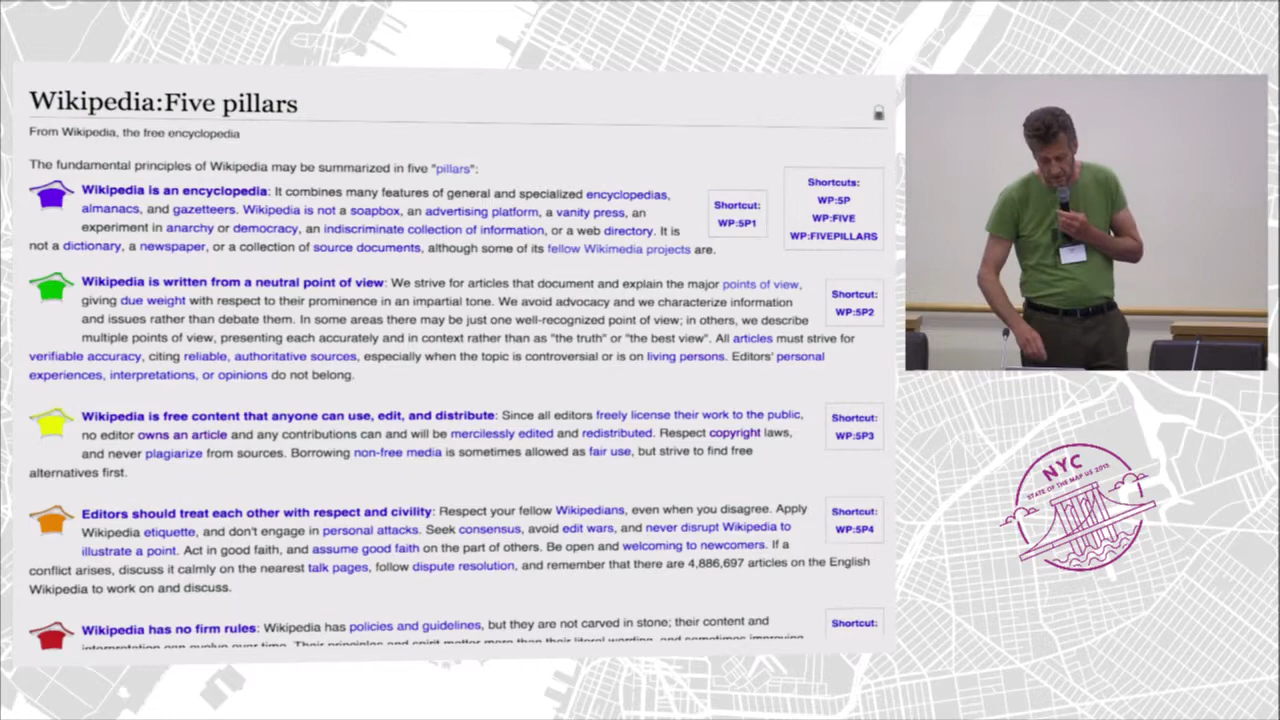 Wikipedia:Five pillars
From Wikipedia, the free encyclopedia
The fundamental principles of Wikipedia may be summarized in five "pillars":
Shortcuts:
WP:5P
WP:FIVE
WP:FIVEPILLARS
Wikipedia is an encyclopedia: It combines many features of general and specialized encyclopedias,
almanacs, and gazetteers. Wikipedia is not a soapbox, an advertising platform, a vanity press, an
experiment in anarchy or democracy, an indiscriminate collection of information, or a web directory. It is
not a dictionary, a newspaper, or a collection of source documents, although some of its fellow Wikimedia projects are.
Shortcut:
WP:5P1
Wikipedia is written from a neutral point of view: We strive for articles that document and explain the major points of view,
giving due weight with respect to their prominence in an impartial tone. We avoid advocacy and we characterize information
and issues rather than debate them. In some areas there may be just one well-recognized point of view; in others, we describe
multiple points of view, presenting each accurately and in context rather than as "the truth" or "the best view". All articles must strive for
verifiable accuracy, citing reliable, authoritative sources, especially when the topic is controversial or is on living persons. Editors' personal
experiences, interpretations, or opinions do not belong.
Shortcut:
WP:5P2
Wikipedia is free content that anyone can use, edit, and distribute: Since all editors freely license their work to the public,
no editor owns an article and any contributions can and will be mercilessly edited and redistributed. Respect copyright laws,
and never plagiarize from sources. Borrowing non-free media is sometimes allowed as fair use, but strive to find free
alternatives first.
Shortcut:
WP:5P3
Editors should treat each other with respect and civility: Respect your fellow Wikipedians, even when you disagree. Apply
Wikipedia etiquette, and don't engage in personal attacks. Seek consensus, avoid edit wars, and never disrupt Wikipedia to
illustrate a point. Act in good faith, and assume good faith on the part of others. Be open and welcoming to newcomers. If a
conflict arises, discuss it calmly on the nearest talk pages, follow dispute resolution, and remember that there are 4,886,697 articles on the English
Wikipedia to work on and discuss.
Shortcut:
WP:5P4
Wikipedia has no firm rules: Wikipedia has policies and guidelines, but they are not carved in stone; their content and
interpretation can evolve over time. Their principles and spirit matter more than their literal wording, and sometimes improving
Shortcut:
NYC
STATE OF THE MAP US 2015